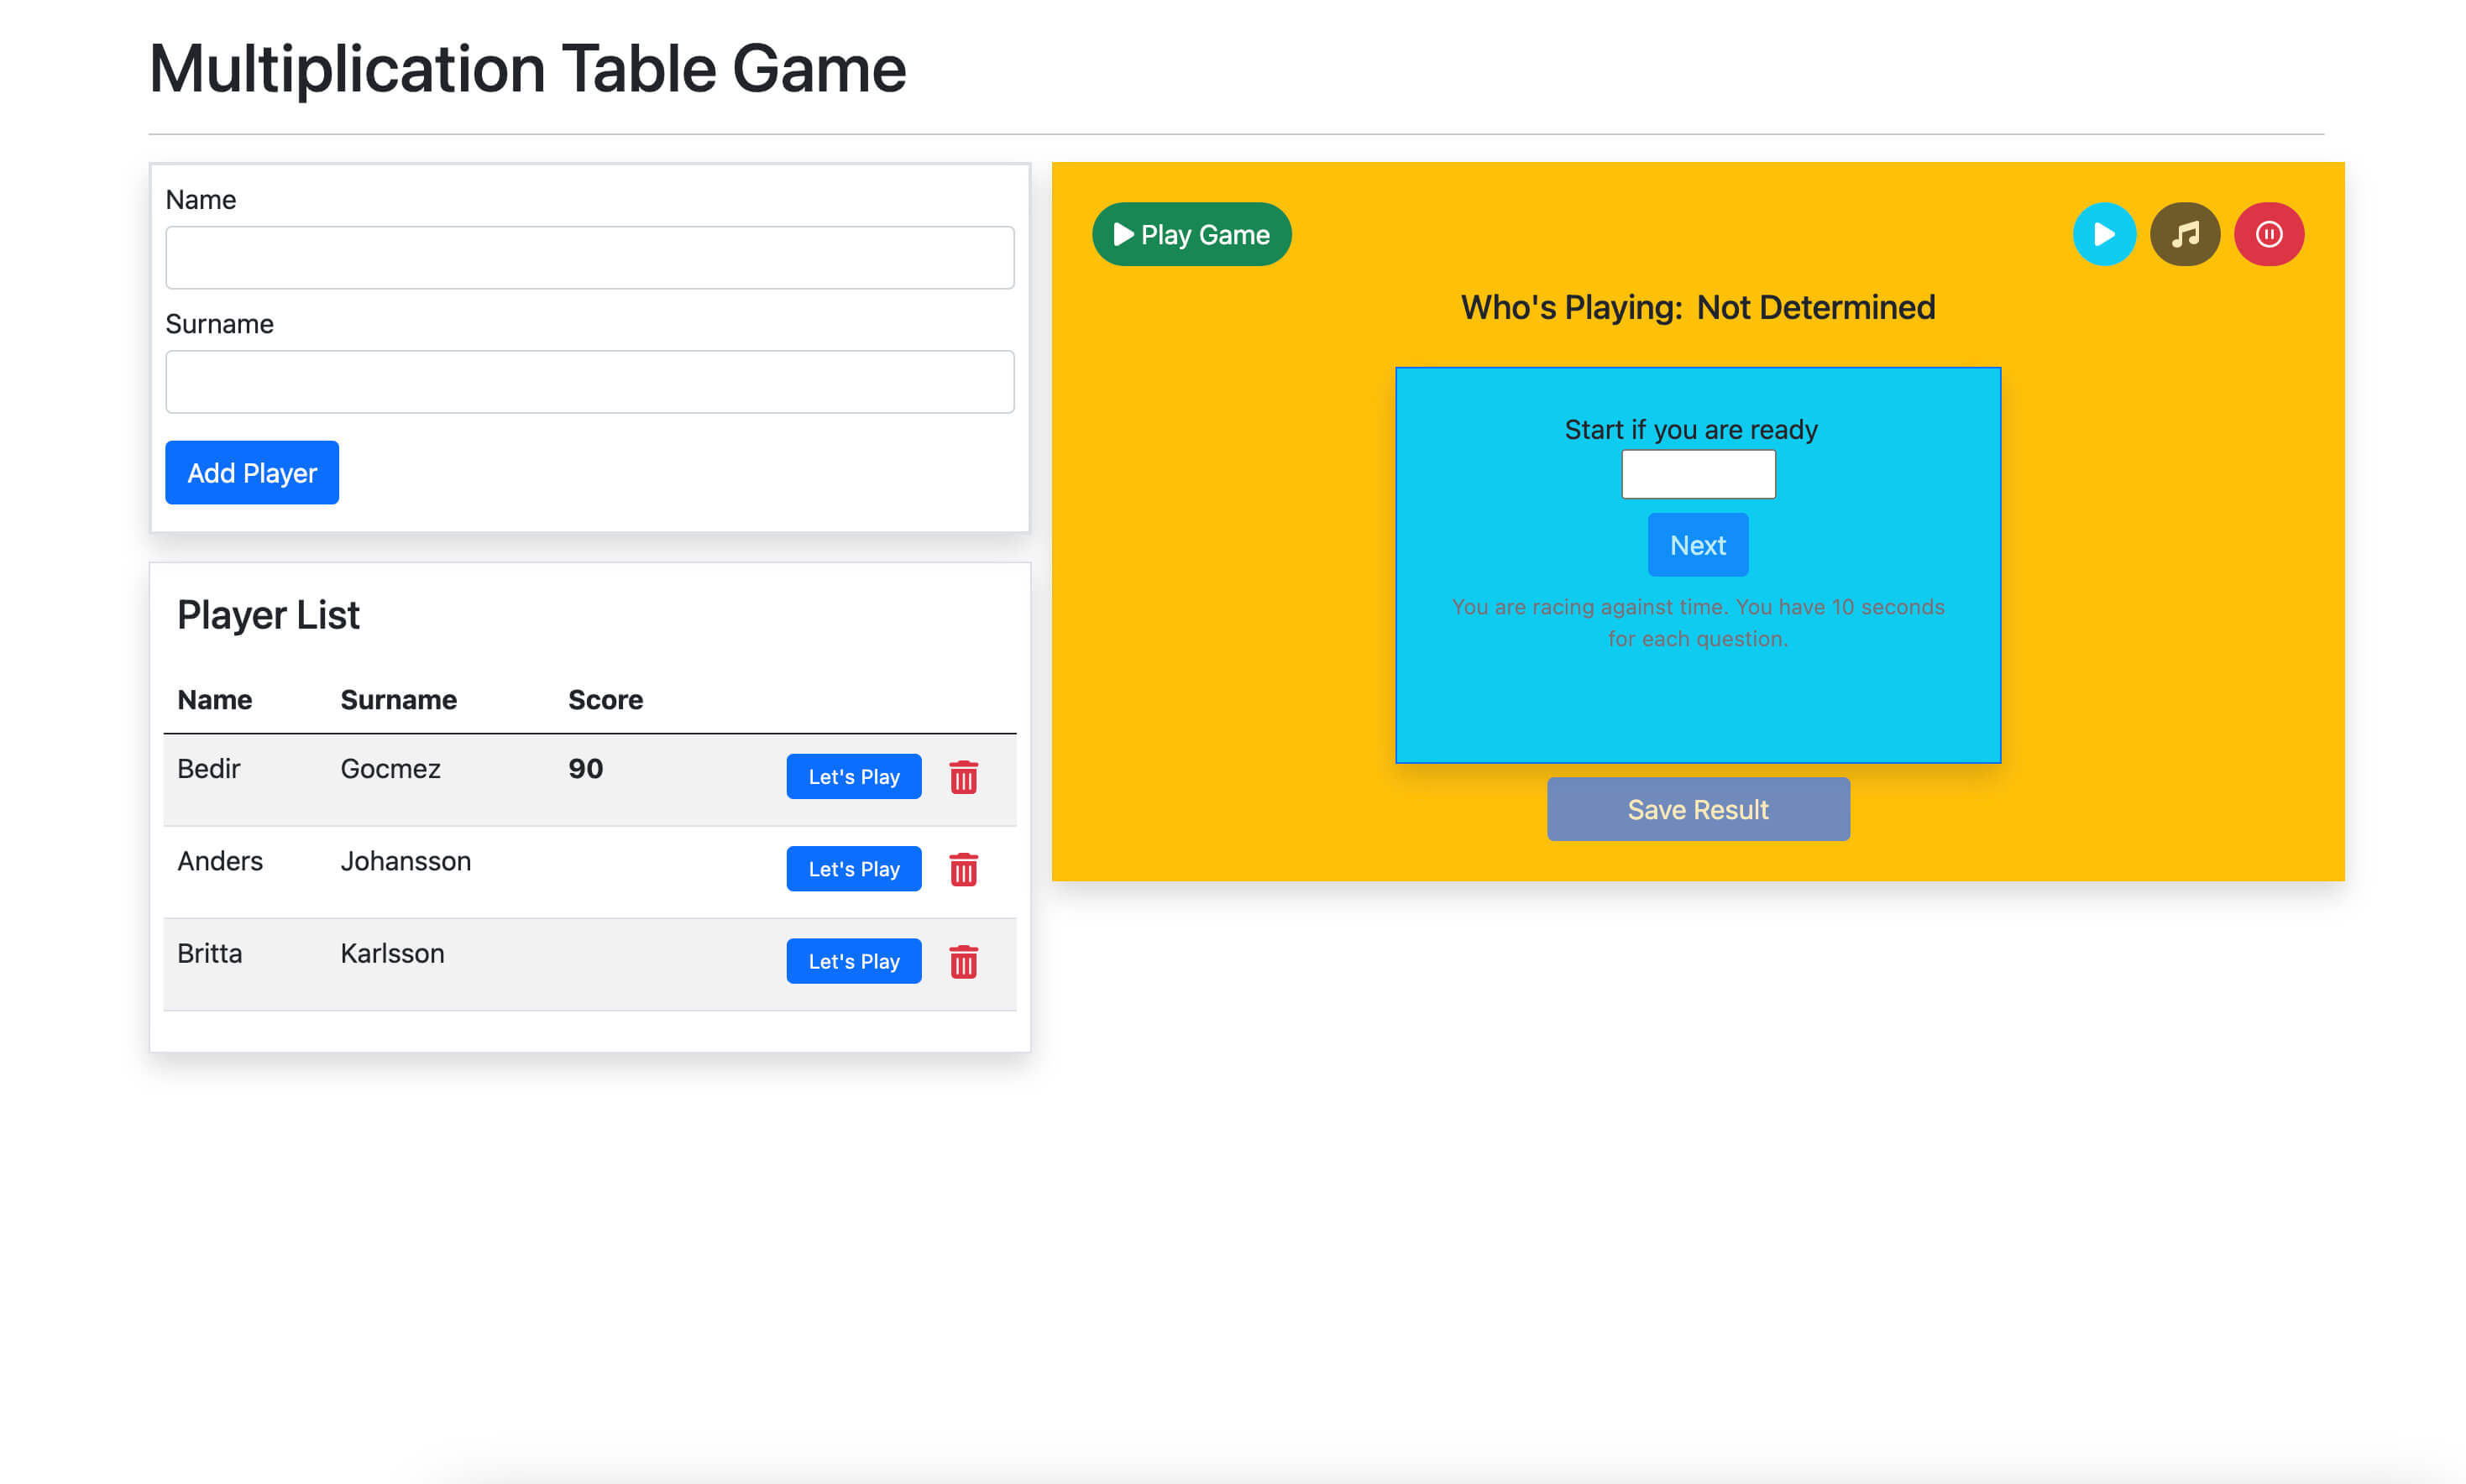 Multiplication Table Game
Name
Surname
Add Player
Player List
Name Surname Score
Bedir Gocmez 90 Let's Play
Anders Johansson Let's Play
Britta Karlsson Let's Play
Play Game
Who's Playing: Not Determined
Start if you are ready
Next
You are racing against time. You have 10 seconds
for each question.
Save Result